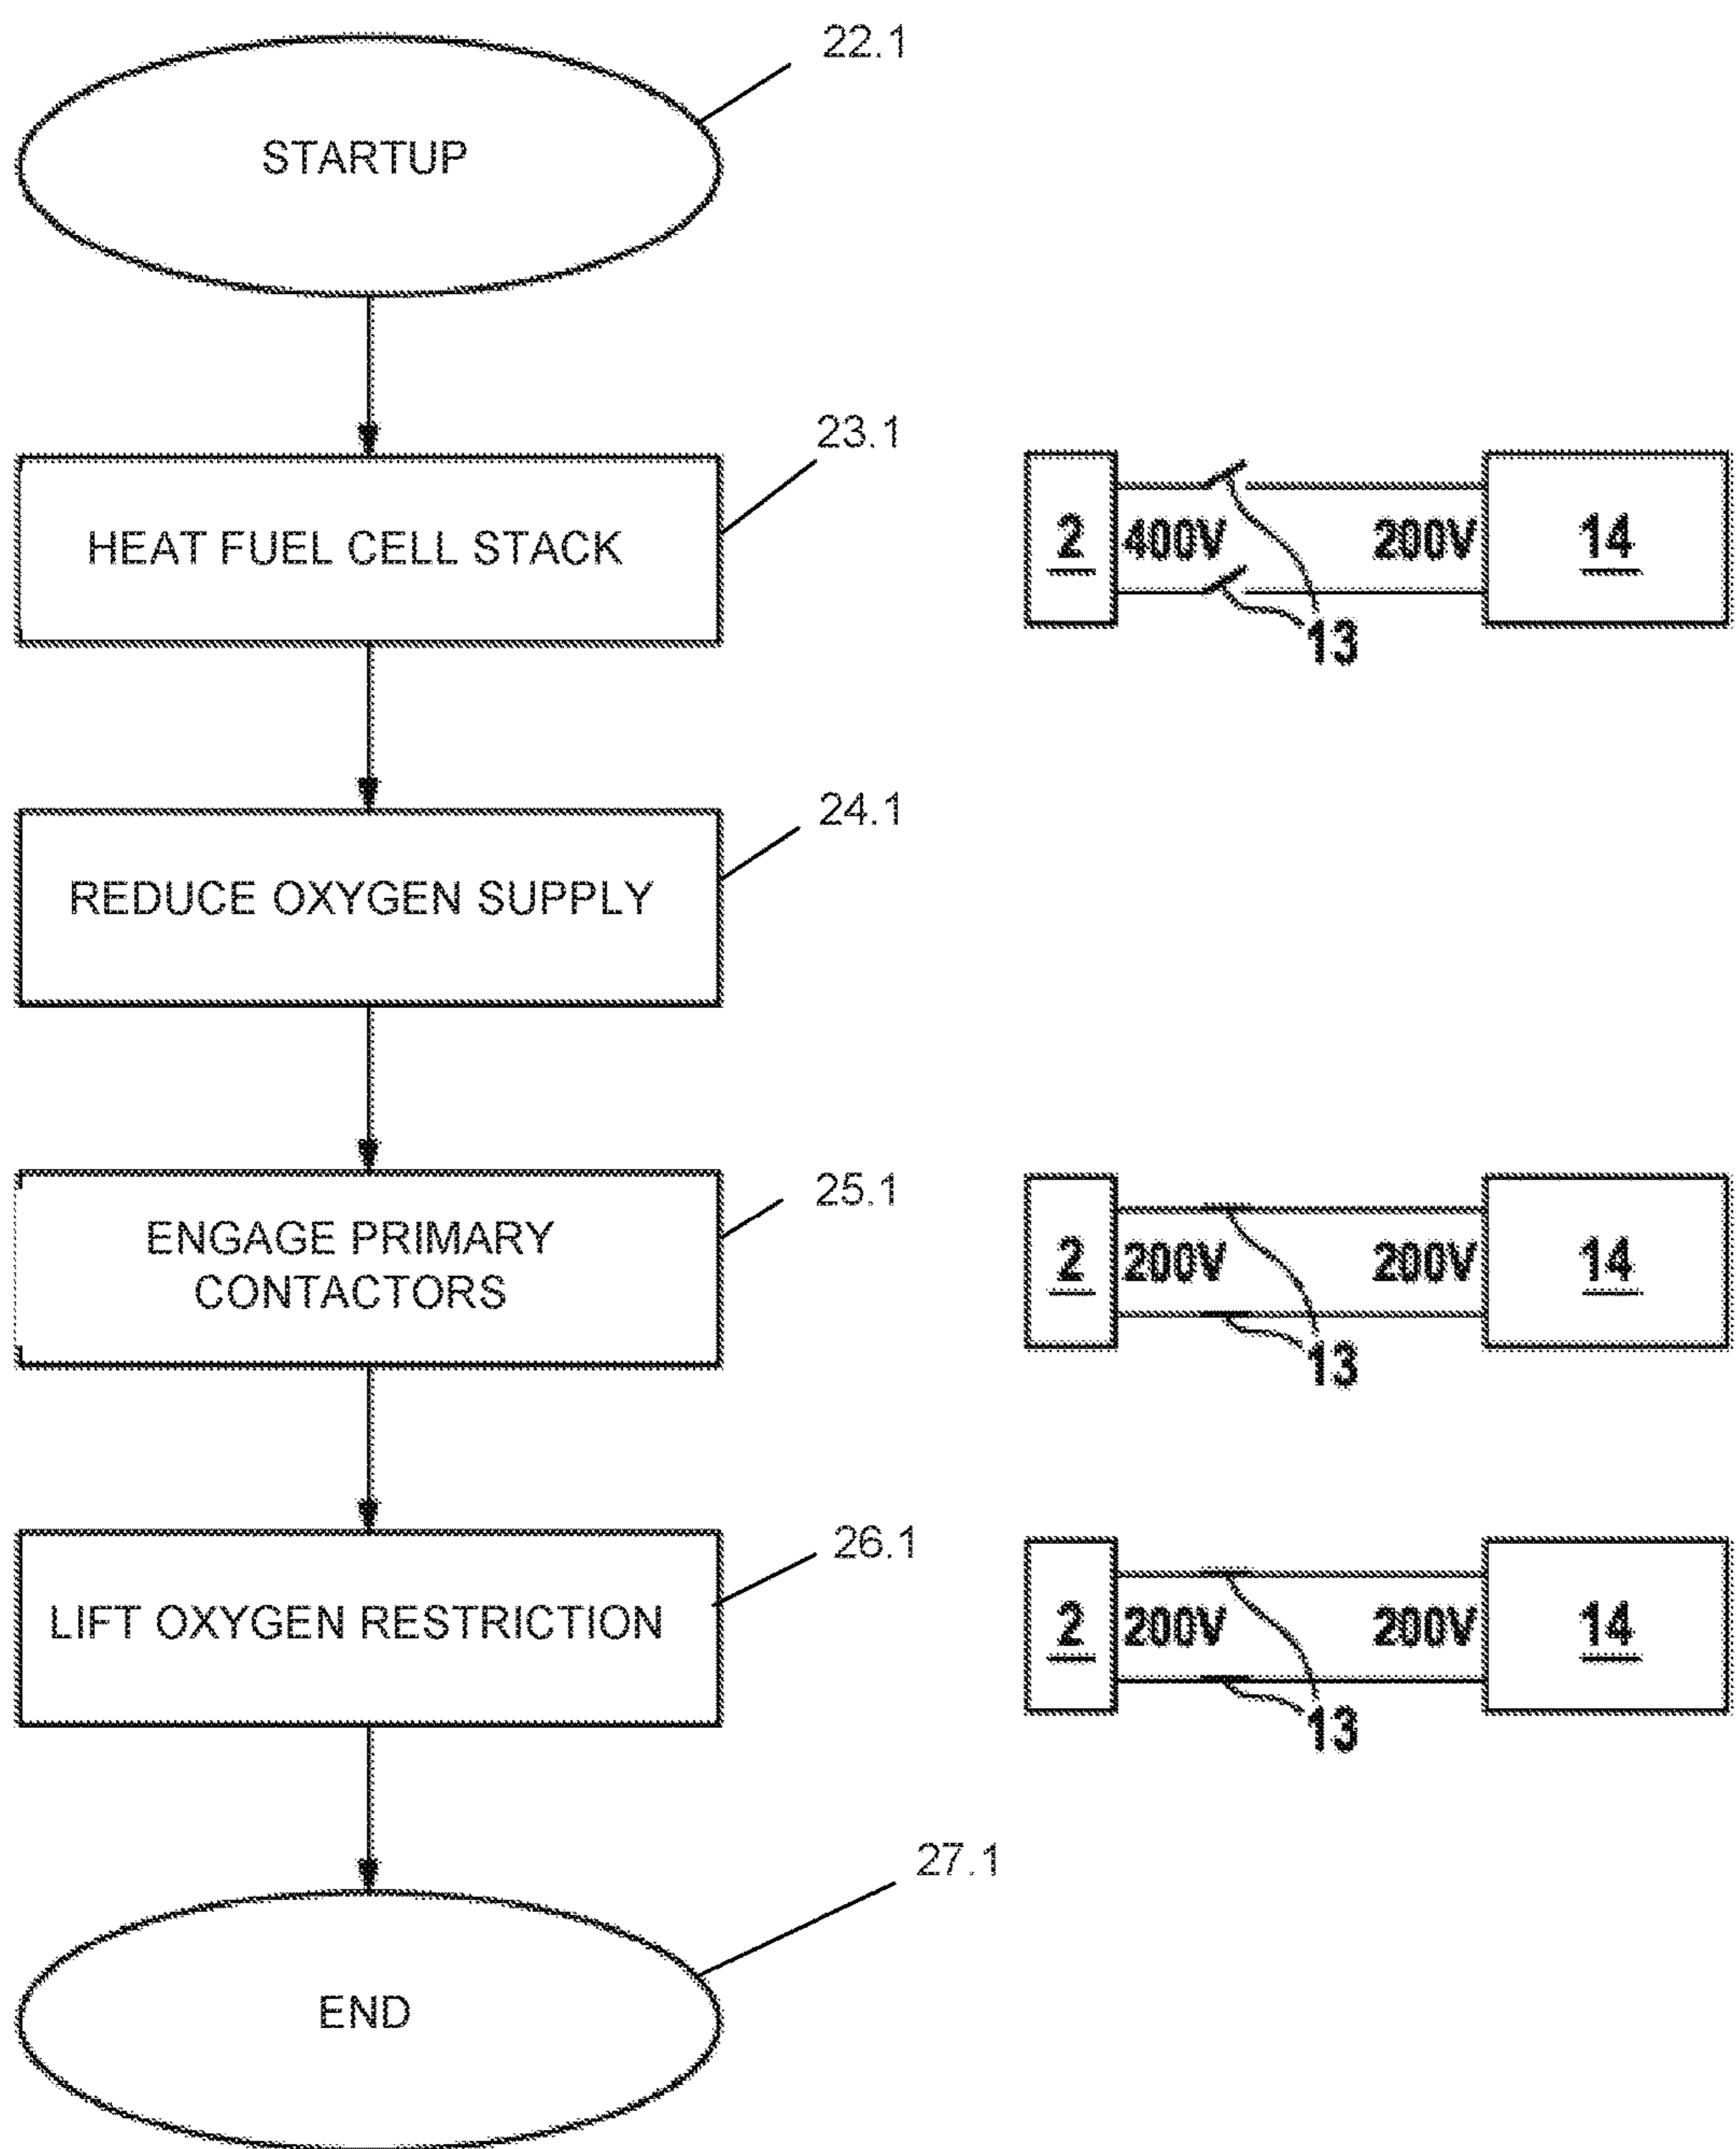 22.1
STARTUP
23.1
HEAT FUEL CELL STACK
2 400V 200V 14
13
24.1
REDUCE OXYGEN SUPPLY
25.1
ENGAGE PRIMARY
CONTACTORS
2 200V 200V 14
13
26.1
LIFT OXYGEN RESTRICTION
2 200V 200V 14
13
27.1
END